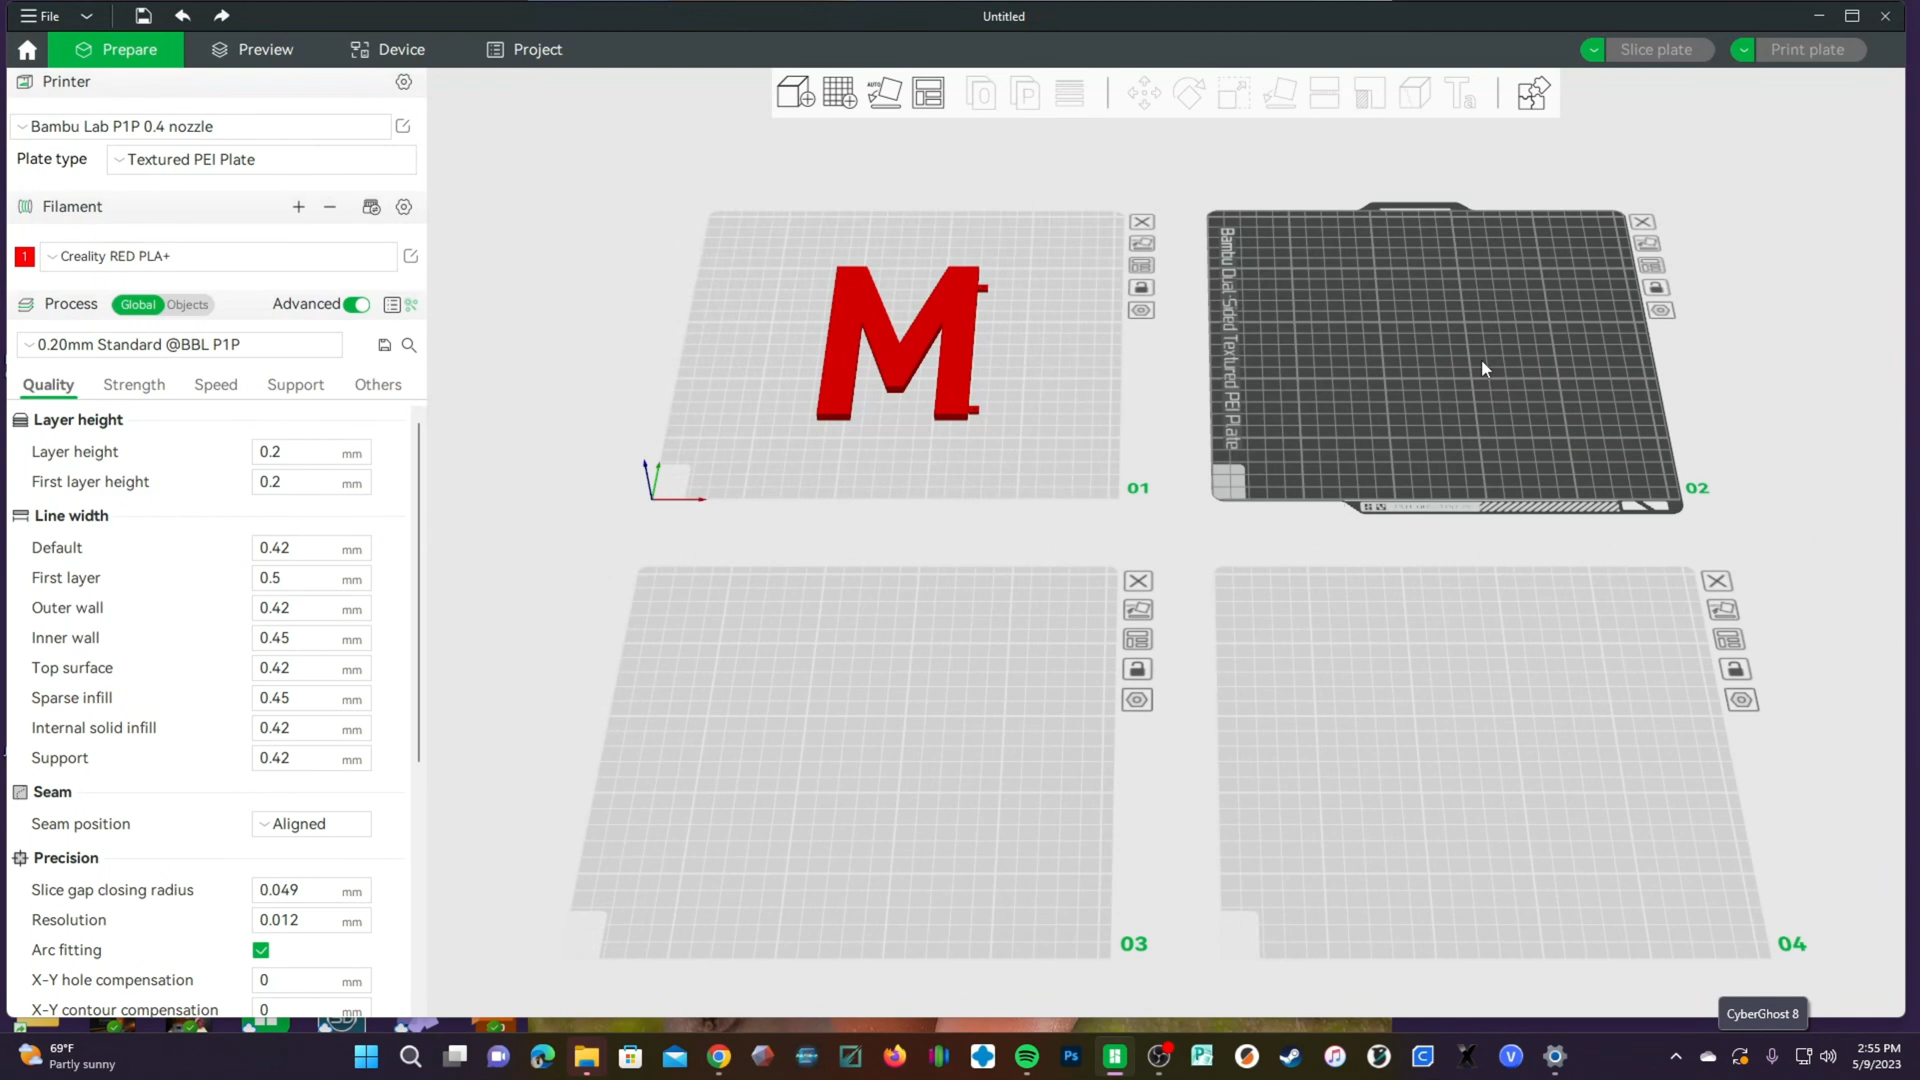 File
Untitled
Prepare
Preview
Device
Project
Slice plate
Print plate
Printer
Bambu Lab P1P 0.4 nozzle
Plate type
Textured PEI Plate
Filament
1
Creality RED PLA+
Process
Global
Objects
Advanced
0.20mm Standard @BBL P1P
Quality
Strength
Speed
Support
Others
Layer height
Layer height 0.2 mm
First layer height 0.2 mm
Line width
Default 0.42 mm
First layer 0.5 mm
Outer wall 0.42 mm
Inner wall 0.45 mm
Top surface 0.42 mm
Sparse infill 0.45 mm
Internal solid infill 0.42 mm
Support 0.42 mm
Seam
Seam position Aligned
Precision
Slice gap closing radius 0.049 mm
Resolution 0.012 mm
Arc fitting
X-Y hole compensation 0 mm
X-Y contour compensation 0 mm
AUTO
0
P
Ta
M
Bambu Dual-Sided Textured PEI Plate
01
02
03
04
CyberGhost 8
69°F
Partly sunny
Ps
2:55 PM
5/9/2023